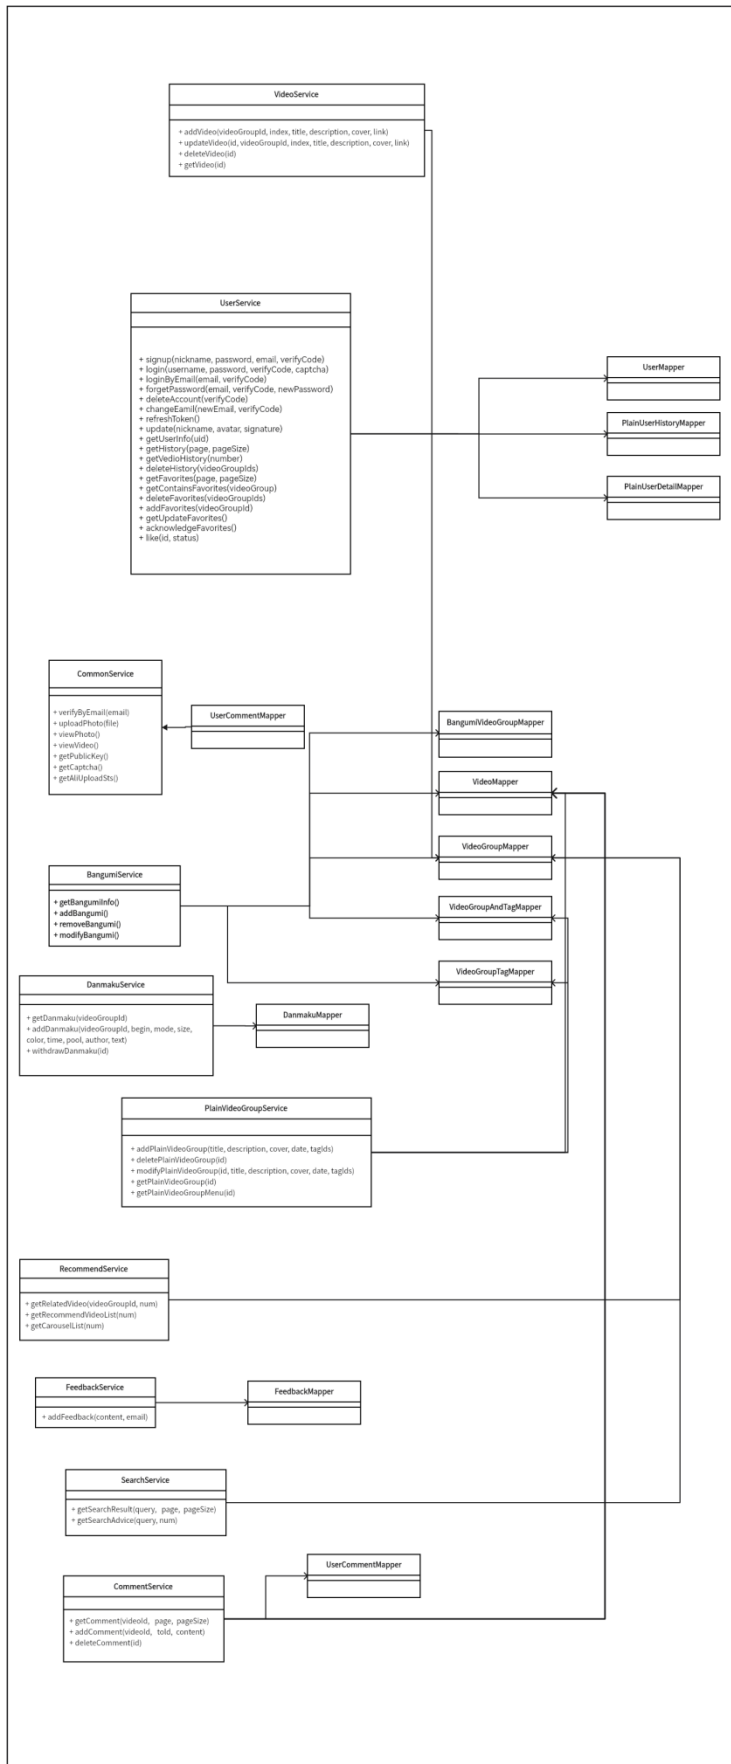 VideoService
+ addVideo(videoGroupId, index, title, description, cover, link)
+ updateVideo(id, videoGroupId, index, title, description, cover, link)
+ deleteVideo(id)
+ getVideo(id)
UserService
+ signup(nickname, password, email, verifyCode)
+ login(username, password, verifyCode, captcha)
+ loginByEmail(email, verifyCode)
+ forgetPassword(email, verifyCode, newPassword)
+ deleteAccount(verifyCode)
+ changeEamil(newEmail, verifyCode)
+ refreshToken()
+ update(nickname, avatar, signature)
+ getUserInfo(uid)
+ getHistory(page, pageSize)
+ getVedioHistory(number)
+ deleteHistory(videoGroupIds)
+ getFavorites(page, pageSize)
+ getContainsFavorites(videoGroup)
+ deleteFavorites(videoGroupIds)
+ addFavorites(videoGroupId)
+ getUpdateFavorites()
+ acknowledgeFavorites()
+ like(id, status)
UserMapper
PlainUserHistoryMapper
PlainUserDetailMapper
CommonService
+ verifyByEmail(email)
+ uploadPhoto(file)
+ viewPhoto()
+ viewVideo()
+ getPublicKey()
+ getCaptcha()
+ getAliUploadSts()
UserCommentMapper
BangumiVideoGroupMapper
VideoMapper
VideoGroupMapper
VideoGroupAndTagMapper
VideoGroupTagMapper
BangumiService
+ getBangumiInfo()
+ addBangumi()
+ removeBangumi()
+ modifyBangumi()
DanmakuService
+ getDanmaku(videoGroupId)
+ addDanmaku(videoGroupId, begin, mode, size,
color, time, pool, author, text)
+ withdrawDanmaku(id)
DanmakuMapper
PlainVideoGroupService
+ addPlainVideoGroup(title, description, cover, date, tagIds)
+ deletePlainVideoGroup(id)
+ modifyPlainVideoGroup(id, title, description, cover, date, tagIds)
+ getPlainVideoGroup(id)
+ getPlainVideoGroupMenu(id)
RecommendService
+ getRelatedVideo(videoGroupId, num)
+ getRecommendVideoList(num)
+ getCarouselList(num)
FeedbackService
+ addFeedback(content, email)
FeedbackMapper
SearchService
+ getSearchResult(query, page, pageSize)
+ getSearchAdvice(query, num)
UserCommentMapper
CommentService
+ getComment(videoId, page, pageSize)
+ addComment(videoId, toId, content)
+ deleteComment(id)